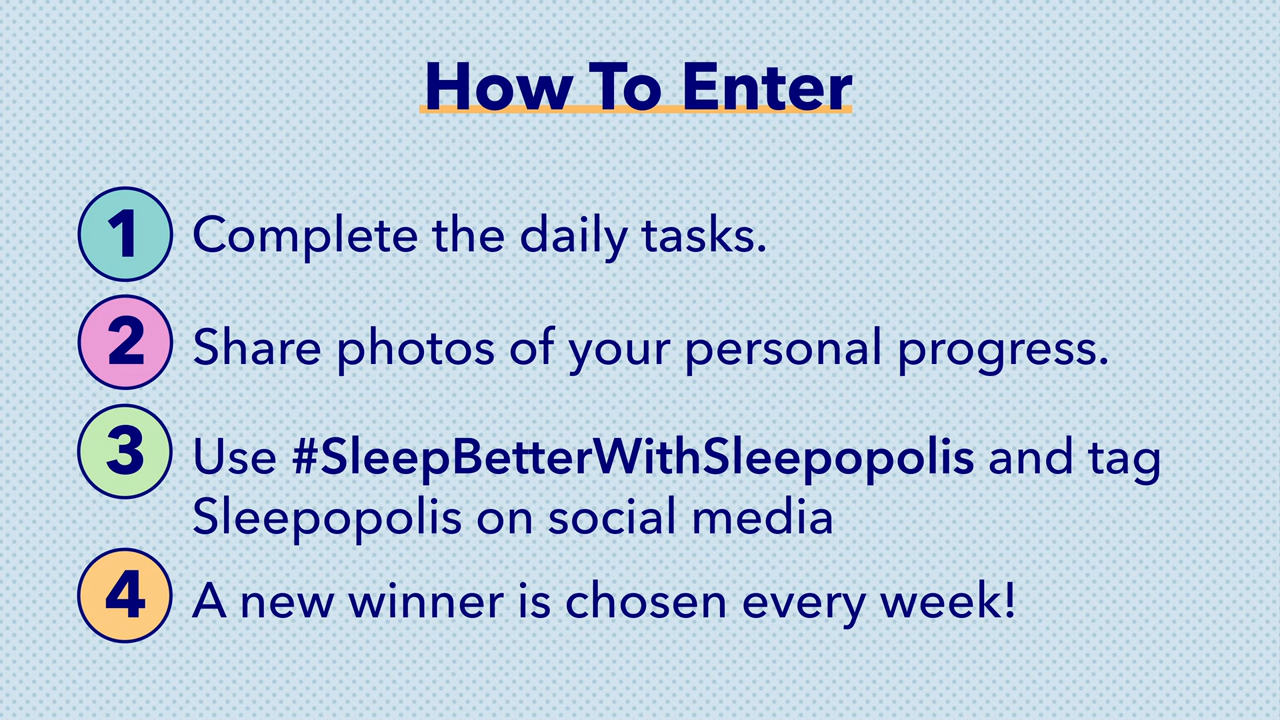 How To Enter
1 Complete the daily tasks.
2 Share photos of your personal progress.
3 Use #SleepBetterWithSleepopolis and tag
Sleepopolis on social media
4 A new winner is chosen every week!